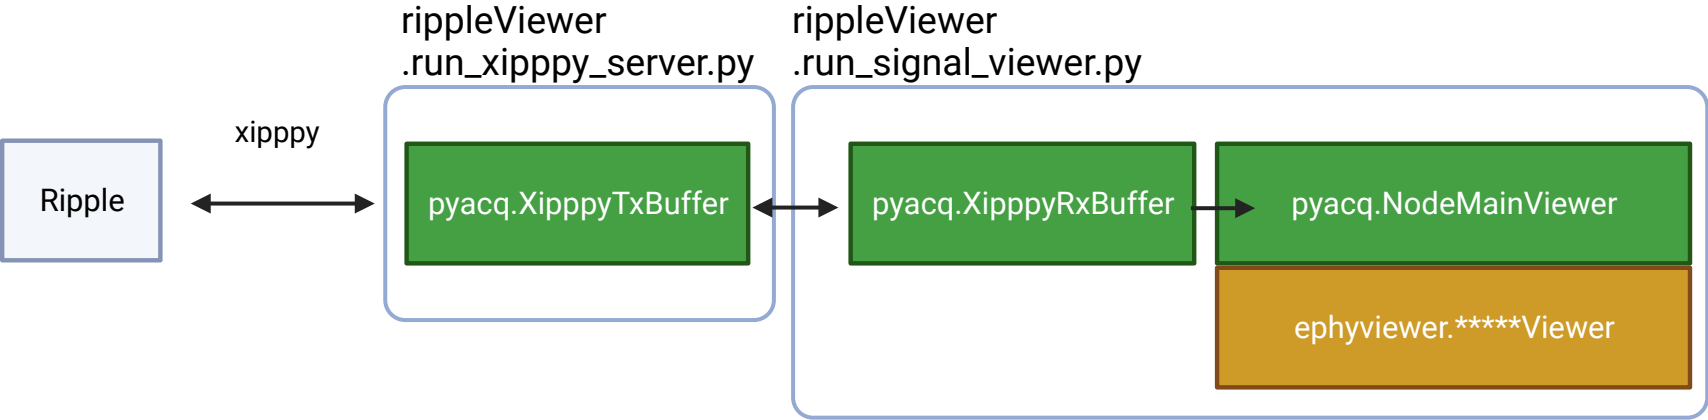 rippleViewer
.run_xipppy_server.py
rippleViewer
.run_signal_viewer.py
xipppy
Ripple
pyacq.XipppyTxBuffer
pyacq.XipppyRxBuffer
pyacq.NodeMainViewer
ephyviewer.*****Viewer